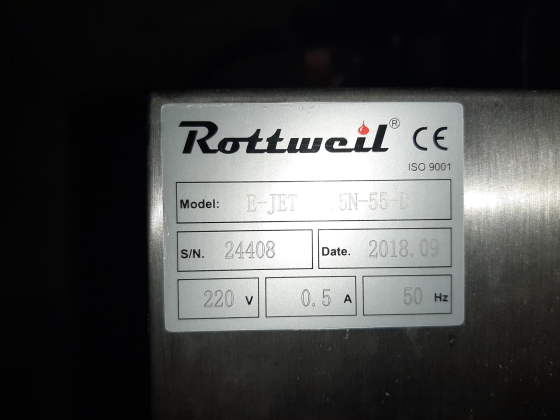 Rottweil® CE
ISO 9001
Model: E-JET 5N-55-D
S/N. 24408 Date. 2018.09
220 V 0.5 A 50 Hz